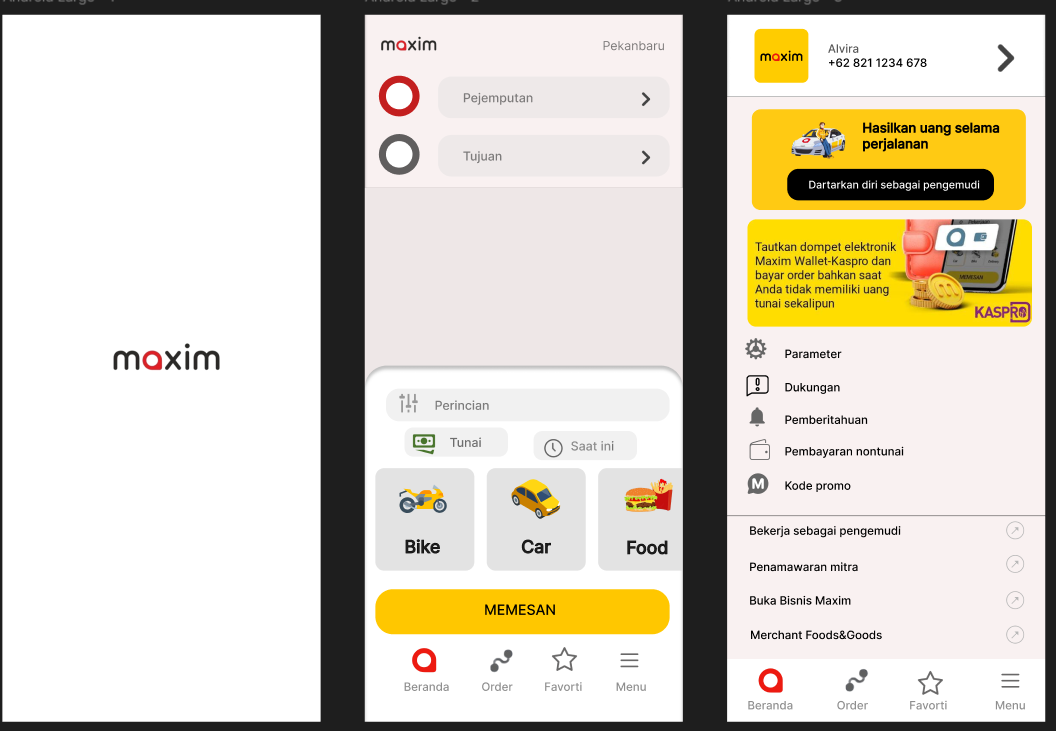 maxim
maxim
Pekanbaru
Pejemputan
Tujuan
Perincian
Tunai
Saat ini
Bike
Car
Food
MEMESAN
Beranda
Order
Favorti
Menu
maxim
Alvira
+62 821 1234 678
Hasilkan uang selama
perjalanan
Dartarkan diri sebagai pengemudi
Tautkan dompet elektronik
Maxim Wallet-Kaspro dan
bayar order bahkan saat
Anda tidak memiliki uang
tunai sekalipun
MEMESAN
KASPRO
Parameter
Dukungan
Pemberitahuan
Pembayaran nontunai
M
Kode promo
Bekerja sebagai pengemudi
Penamawaran mitra
Buka Bisnis Maxim
Merchant Foods&Goods
Beranda
Order
Favorti
Menu